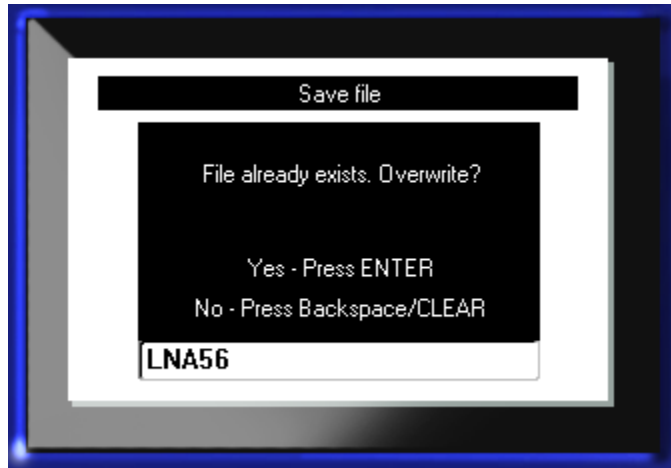 Save file
File already exists. Overwrite?
Yes - Press ENTER
No - Press Backspace/CLEAR
LNA56